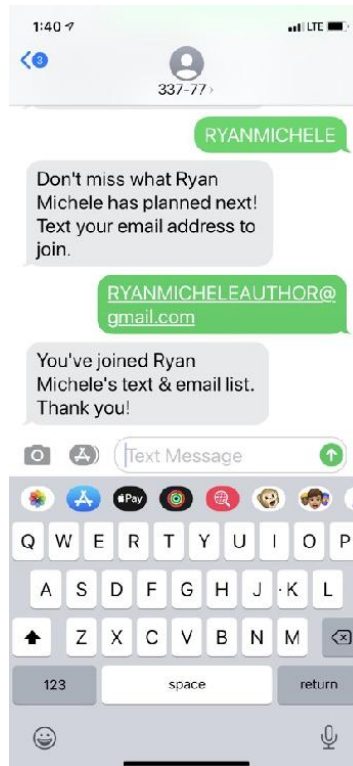 1:40
LTE
3
337-77
RYANMICHELE
Don't miss what Ryan
Michele has planned next!
Text your email address to
join.
RYANMICHELEAUTHOR@
gmail.com
You've joined Ryan
Michele's text & email list.
Thank you!
Text Message
Pay
Q W E R T Y U I O P
A S D F G H J K L
Z X C V B N M
123 space return